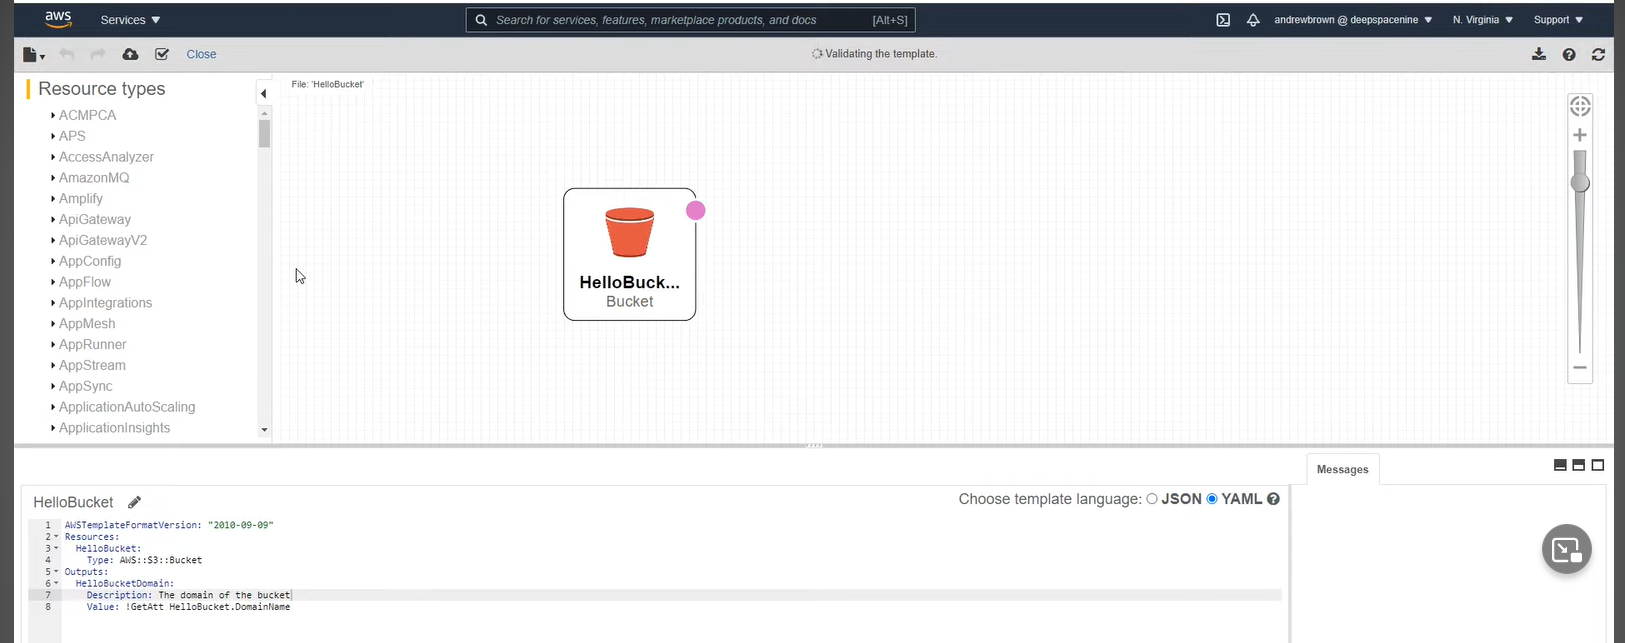 aws Services ▼ Search for services, features, marketplace products, and docs [Alt+S] andrewbrown @ deepspacenine ▼ N. Virginia ▼ Support ▼
Close Validating the template.
Resource types
ACMPCA
APS
AccessAnalyzer
AmazonMQ
Amplify
ApiGateway
ApiGatewayV2
AppConfig
AppFlow
AppIntegrations
AppMesh
AppRunner
AppStream
AppSync
ApplicationAutoScaling
ApplicationInsights
File: 'HelloBucket'
HelloBuck...
Bucket
Messages
HelloBucket
Choose template language: JSON YAML
1 AWSTemplateFormatVersion: "2010-09-09"
2 Resources:
3 HelloBucket:
4 Type: AWS::S3::Bucket
5 Outputs:
6 HelloBucketDomain:
7 Description: The domain of the bucket
8 Value: !GetAtt HelloBucket.DomainName